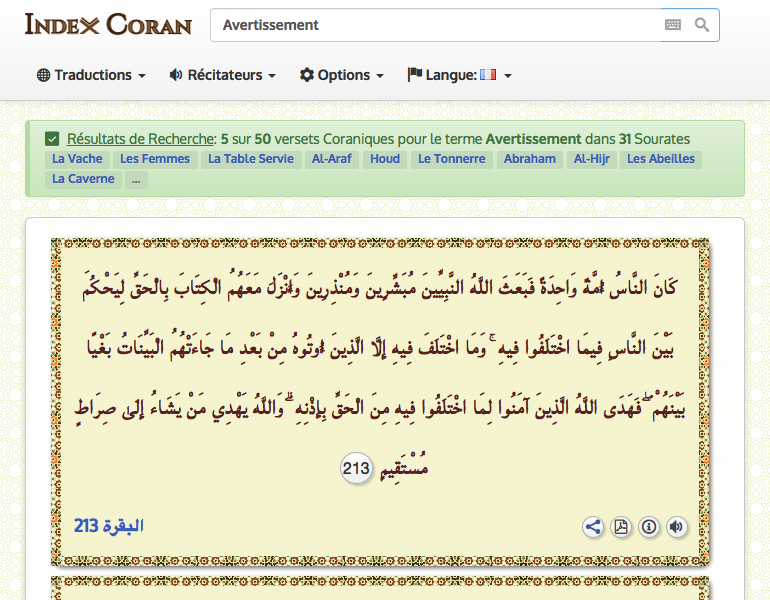 Index Coran
Avertissement
Traductions
Récitateurs
Options
Langue:
Résultats de Recherche: 5 sur 50 versets Coraniques pour le terme Avertissement dans 31 Sourates
La Vache Les Femmes La Table Servie Al-Araf Houd Le Tonnerre Abraham Al-Hijr Les Abeilles
La Caverne ...
كَانَ النَّاسُ أُمَّةً وَاحِدَةً فَبَعَثَ اللَّهُ النَّبِيِّينَ مُبَشِّرِينَ وَمُنْذِرِينَ وَأَنْزَلَ مَعَهُمُ الْكِتَابَ بِالْحَقِّ لِيَحْكُمَ
بَيْنَ النَّاسِ فِيمَا اخْتَلَفُوا فِيهِ ۚ وَمَا اخْتَلَفَ فِيهِ إِلَّا الَّذِينَ أُوتُوهُ مِنْ بَعْدِ مَا جَاءَتْهُمُ الْبَيِّنَاتُ بَغْيًا
بَيْنَهُمْ ۖ فَهَدَى اللَّهُ الَّذِينَ آمَنُوا لِمَا اخْتَلَفُوا فِيهِ مِنَ الْحَقِّ بِإِذْنِهِ ۗ وَاللَّهُ يَهْدِي مَنْ يَشَاءُ إِلَى صِرَاطٍ
مُسْتَقِيمٍ 213
البقرة 213